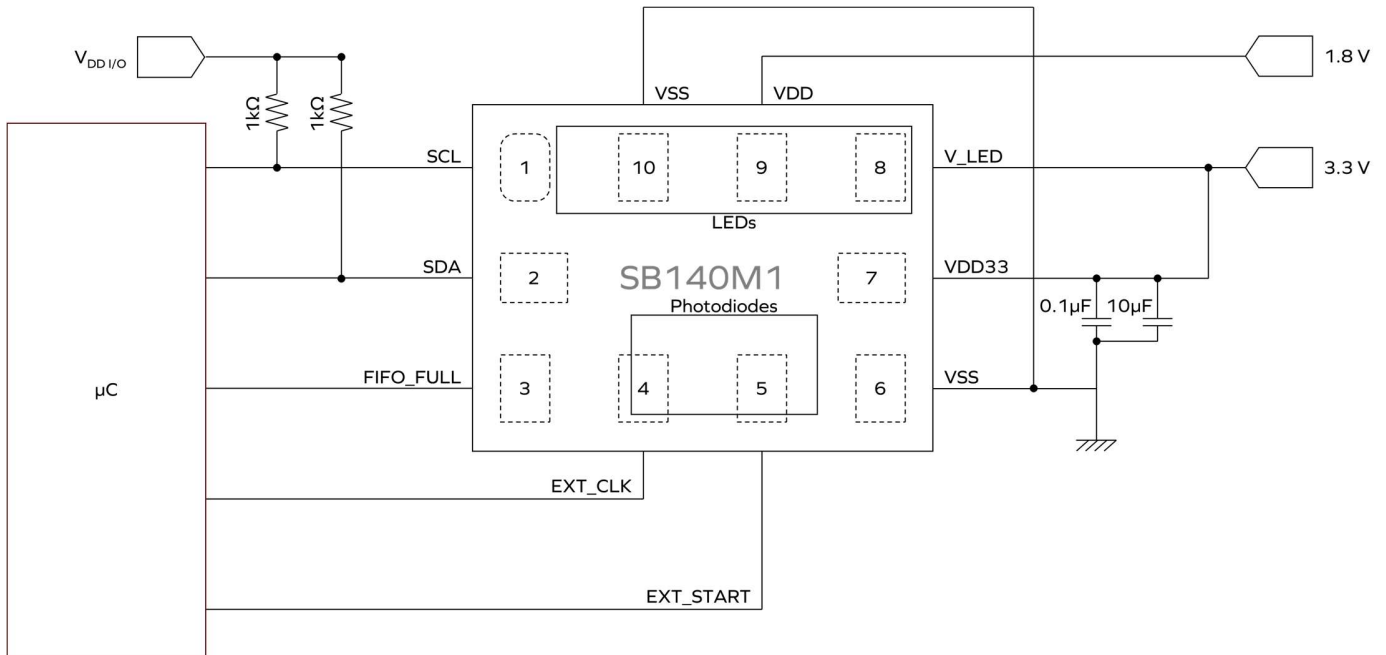 V_DD I/O
1.8 V
VSS
VDD
1kΩ
1kΩ
SCL
1
10
9
8
V_LED
3.3 V
LEDs
SDA
2
SB140M1
7
VDD33
Photodiodes
0.1µF
10µF
µC
FIFO_FULL
3
4
5
6
VSS
EXT_CLK
EXT_START